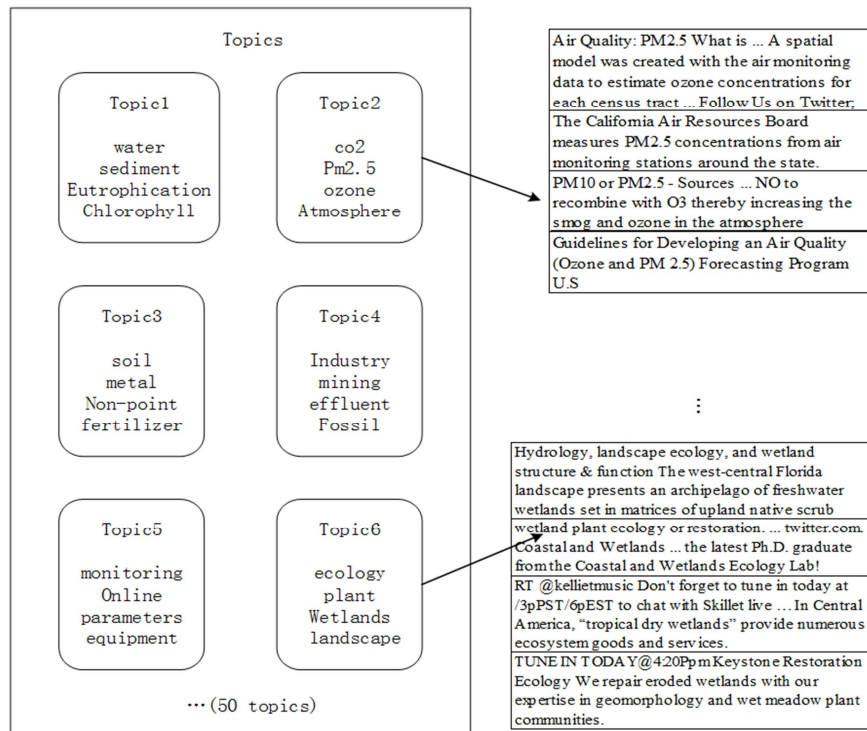 Topics
Topic1
water
sediment
Eutrophication
Chlorophyll
Topic2
co2
Pm2.5
ozone
Atmosphere
Topic3
soil
metal
Non-point
fertilizer
Topic4
Industry
mining
effluent
Fossil
Topic5
monitoring
Online
parameters
equipment
Topic6
ecology
plant
Wetlands
landscape
…(50 topics)
Air Quality: PM2.5 What is ... A spatial
model was created with the air monitoring
data to estimate ozone concentrations for
each census tract ... Follow Us on Twitter;
The California Air Resources Board
measures PM2.5 concentrations from air
monitoring stations around the state.
PM10 or PM2.5 - Sources ... NO to
recombine with O3 thereby increasing the
smog and ozone in the atmosphere
Guidelines for Developing an Air Quality
(Ozone and PM 2.5) Forecasting Program
U.S
⋮
Hydrology, landscape ecology, and wetland
structure & function The west-central Florida
landscape presents an archipelago of freshwater
wetlands set in matrices of upland native scrub
wetland plant ecology or restoration. ... twitter.com.
Coastal and Wetlands ... the latest Ph.D. graduate
from the Coastal and Wetlands Ecology Lab!
RT @kellietmusic Don't forget to tune in today at
/3pPST/6pEST to chat with Skillet live … In Central
America, “tropical dry wetlands” provide numerous
ecosystem goods and services.
TUNE IN TODAY@4:20Ppm Keystone Restoration
Ecology We repair eroded wetlands with our
expertise in geomorphology and wet meadow plant
communities.